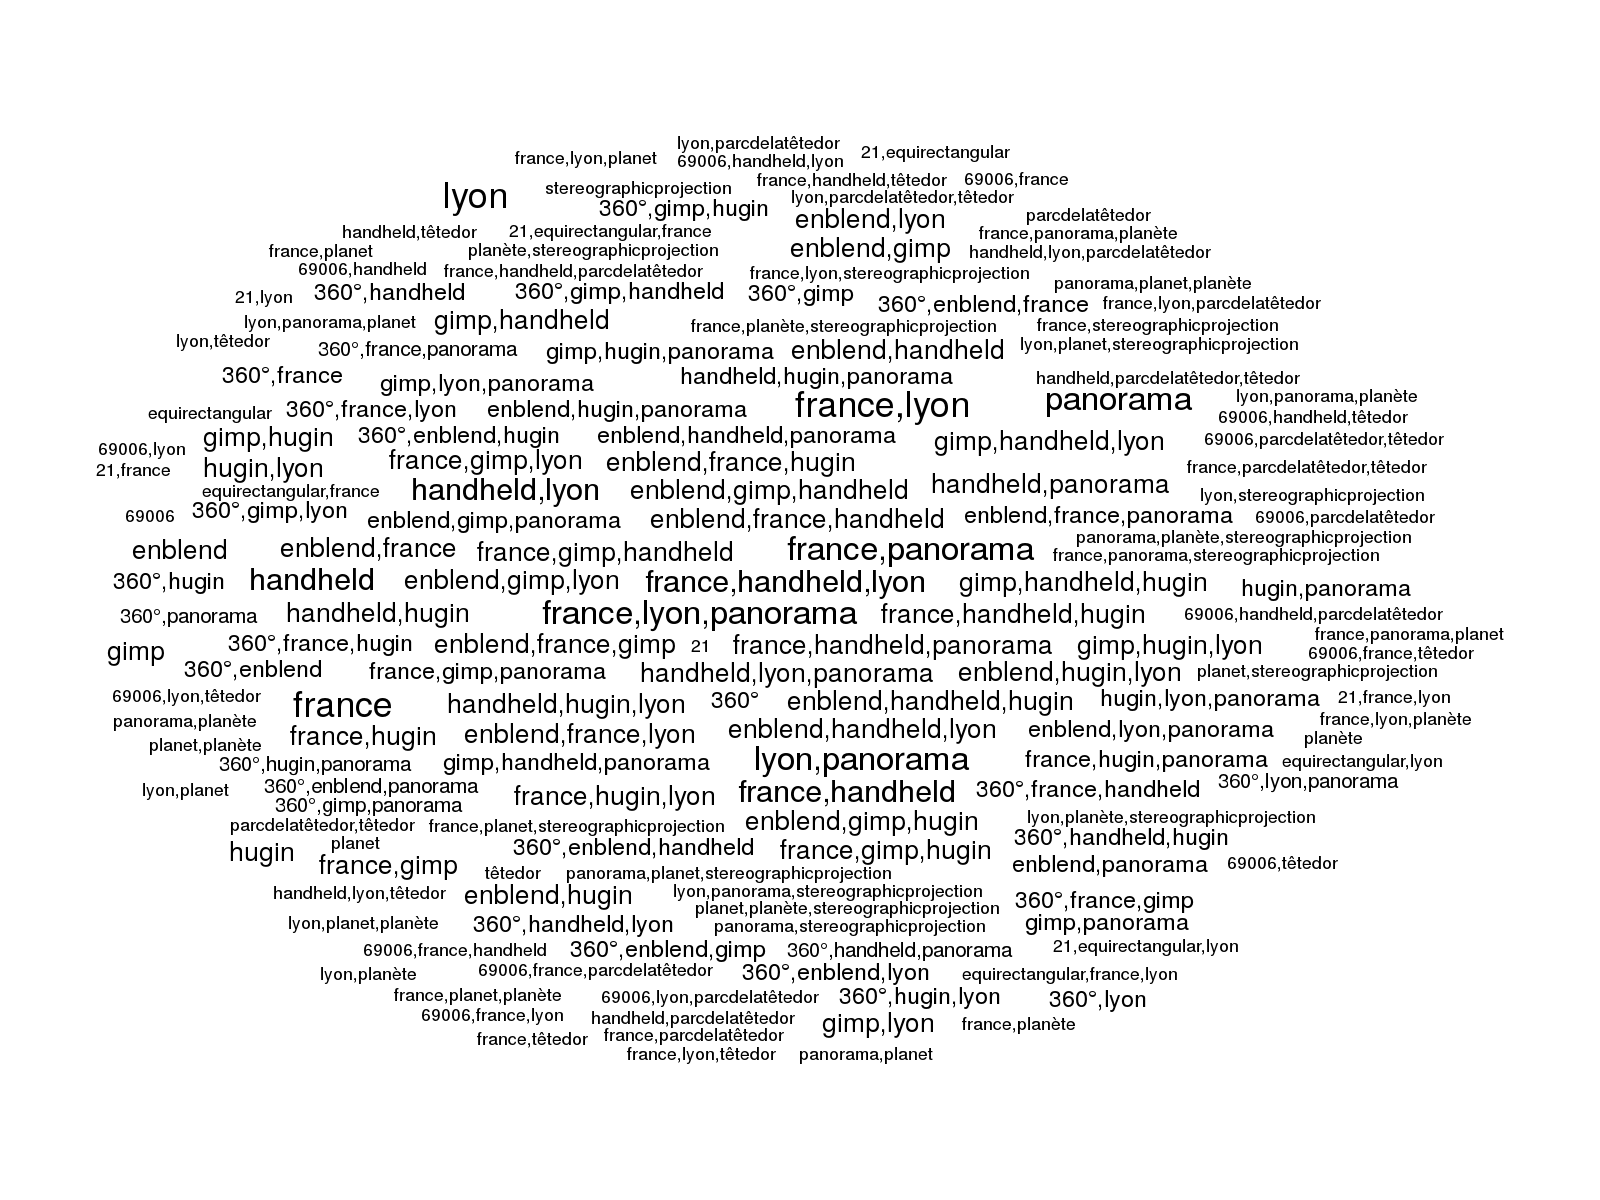 lyon,parcdelatêtedor
france,lyon,planet 69006,handheld,lyon 21,equirectangular
france,handheld,têtedor 69006,france
lyon stereographicprojection lyon,parcdelatêtedor,têtedor
360°,gimp,hugin enblend,lyon parcdelatêtedor
handheld,têtedor 21,equirectangular,france france,panorama,planète
france,planet planète,stereographicprojection enblend,gimp handheld,lyon,parcdelatêtedor
69006,handheld france,handheld,parcdelatêtedor france,lyon,stereographicprojection
panorama,planet,planète
21,lyon 360°,handheld 360°,gimp,handheld 360°,gimp 360°,enblend,france france,lyon,parcdelatêtedor
lyon,panorama,planet gimp,handheld france,planète,stereographicprojection france,stereographicprojection
lyon,têtedor 360°,france,panorama gimp,hugin,panorama enblend,handheld lyon,planet,stereographicprojection
360°,france gimp,lyon,panorama handheld,hugin,panorama handheld,parcdelatêtedor,têtedor
equirectangular 360°,france,lyon enblend,hugin,panorama france,lyon panorama lyon,panorama,planète
69006,handheld,têtedor
69006,lyon gimp,hugin 360°,enblend,hugin enblend,handheld,panorama gimp,handheld,lyon 69006,parcdelatêtedor,têtedor
21,france hugin,lyon france,gimp,lyon enblend,france,hugin france,parcdelatêtedor,têtedor
equirectangular,france handheld,lyon enblend,gimp,handheld handheld,panorama lyon,stereographicprojection
69006 360°,gimp,lyon enblend,gimp,panorama enblend,france,handheld enblend,france,panorama 69006,parcdelatêtedor
panorama,planète,stereographicprojection
enblend enblend,france france,gimp,handheld france,panorama france,panorama,stereographicprojection
360°,hugin handheld enblend,gimp,lyon france,handheld,lyon gimp,handheld,hugin hugin,panorama
360°,panorama handheld,hugin france,lyon,panorama france,handheld,hugin 69006,handheld,parcdelatêtedor
france,panorama,planet
gimp 360°,france,hugin enblend,france,gimp 21 france,handheld,panorama gimp,hugin,lyon 69006,france,têtedor
360°,enblend france,gimp,panorama handheld,lyon,panorama enblend,hugin,lyon planet,stereographicprojection
69006,lyon,têtedor france handheld,hugin,lyon 360° enblend,handheld,hugin hugin,lyon,panorama 21,france,lyon
panorama,planète france,hugin enblend,france,lyon enblend,handheld,lyon enblend,lyon,panorama france,lyon,planète
planet,planète planète
360°,hugin,panorama gimp,handheld,panorama lyon,panorama france,hugin,panorama equirectangular,lyon
lyon,planet 360°,enblend,panorama france,hugin,lyon france,handheld 360°,france,handheld 360°,lyon,panorama
360°,gimp,panorama
parcdelatêtedor,têtedor france,planet,stereographicprojection enblend,gimp,hugin lyon,planète,stereographicprojection
hugin planet 360°,enblend,handheld france,gimp,hugin 360°,handheld,hugin
france,gimp têtedor panorama,planet,stereographicprojection enblend,panorama 69006,têtedor
handheld,lyon,têtedor enblend,hugin lyon,panorama,stereographicprojection 360°,france,gimp
planet,planète,stereographicprojection
lyon,planet,planète 360°,handheld,lyon panorama,stereographicprojection gimp,panorama
69006,france,handheld 360°,enblend,gimp 360°,handheld,panorama 21,equirectangular,lyon
lyon,planète 69006,france,parcdelatêtedor 360°,enblend,lyon equirectangular,france,lyon
france,planet,planète 69006,lyon,parcdelatêtedor 360°,hugin,lyon 360°,lyon
69006,france,lyon handheld,parcdelatêtedor gimp,lyon france,planète
france,têtedor france,parcdelatêtedor
france,lyon,têtedor panorama,planet